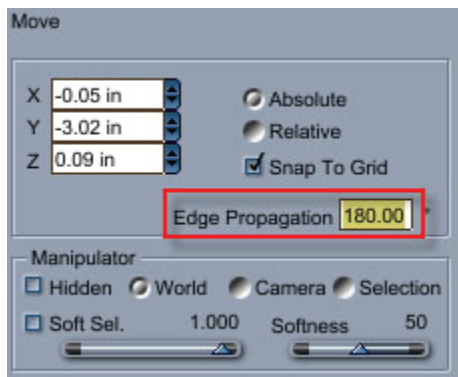 Move
X -0.05 in Absolute
Y -3.02 in Relative
Z 0.09 in Snap To Grid
Edge Propagation 180.00 °
Manipulator
Hidden World Camera Selection
Soft Sel. 1.000 Softness 50